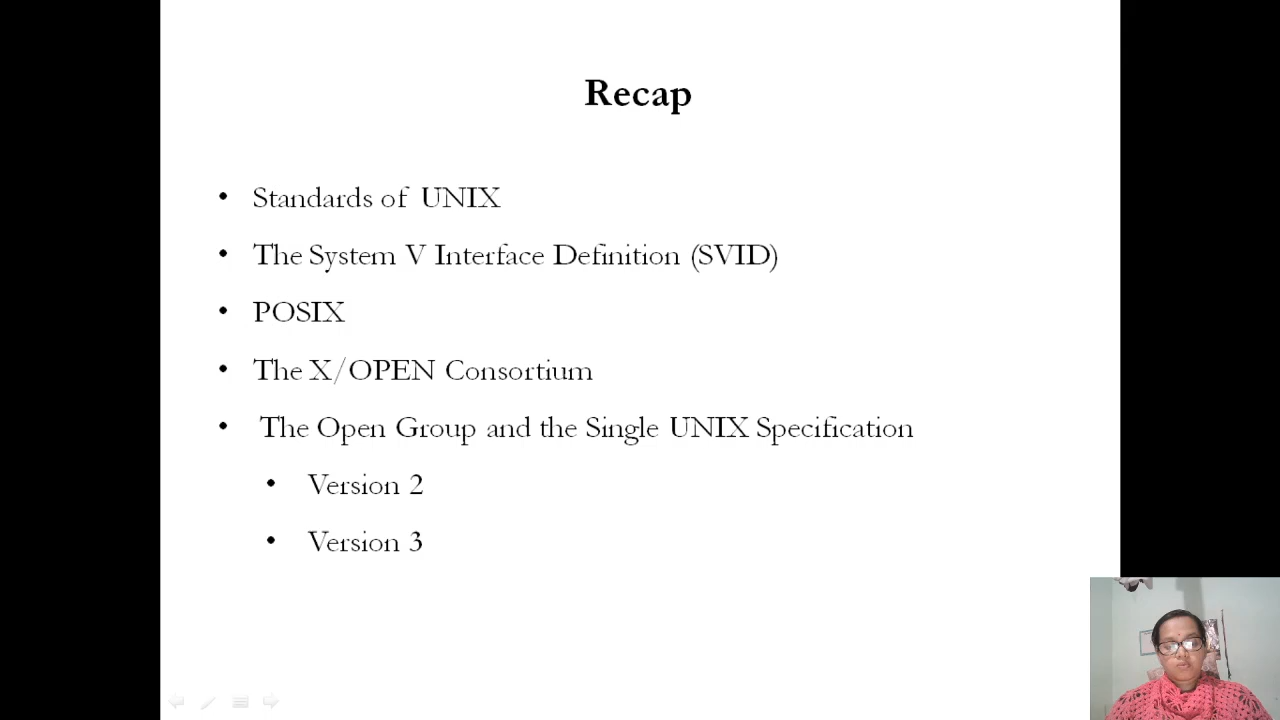 Recap
• Standards of UNIX
• The System V Interface Definition (SVID)
• POSIX
• The X/OPEN Consortium
• The Open Group and the Single UNIX Specification
• Version 2
• Version 3